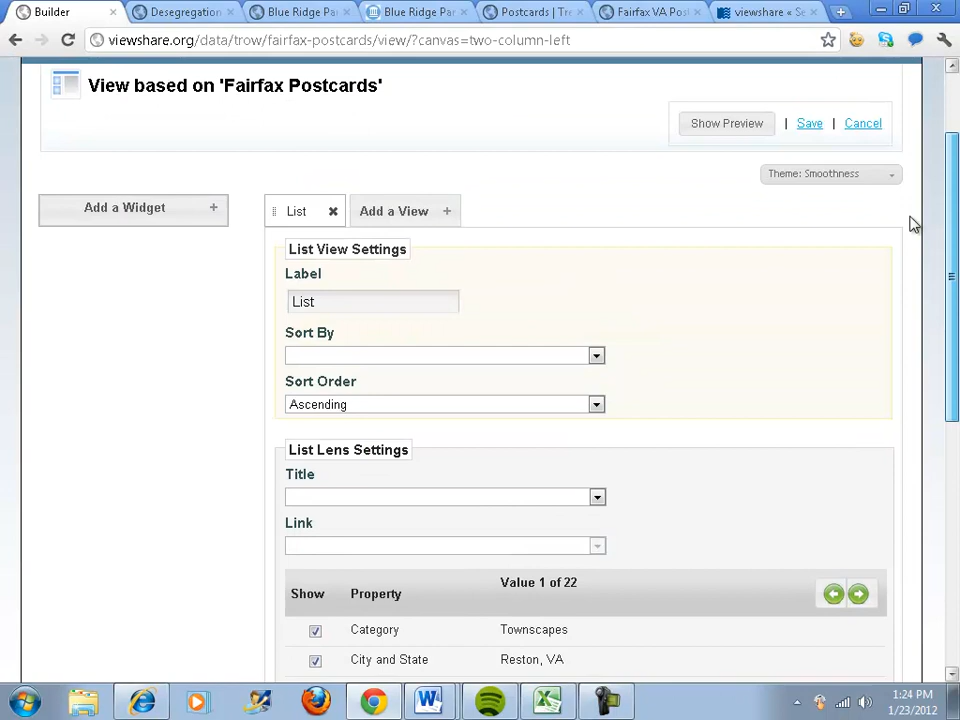 Builder
Desegregation
Blue Ridge Par
Blue Ridge Par
Postcards | Tre
Fairfax VA Pos
viewshare « Se
viewshare.org/data/trow/fairfax-postcards/view/?canvas=two-column-left
View based on 'Fairfax Postcards'
Show Preview | Save | Cancel
Theme: Smoothness
Add a Widget +
List
Add a View +
List View Settings
Label
List
Sort By
Sort Order
Ascending
List Lens Settings
Title
Link
Show Property Value 1 of 22
Category Townscapes
City and State Reston, VA
1:24 PM
1/23/2012